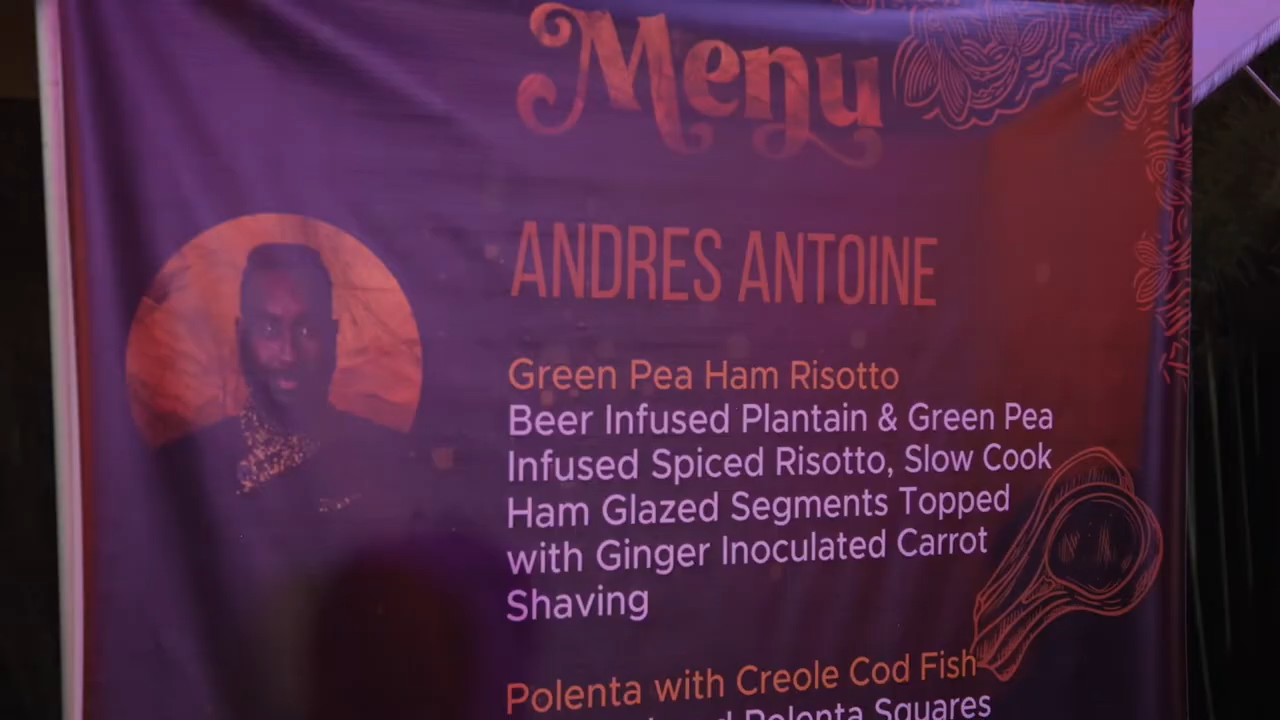 Menu
ANDRES ANTOINE
Green Pea Ham Risotto
Beer Infused Plantain & Green Pea
Infused Spiced Risotto, Slow Cook
Ham Glazed Segments Topped
with Ginger Inoculated Carrot
Shaving
Polenta with Creole Cod Fish
Polenta Squares